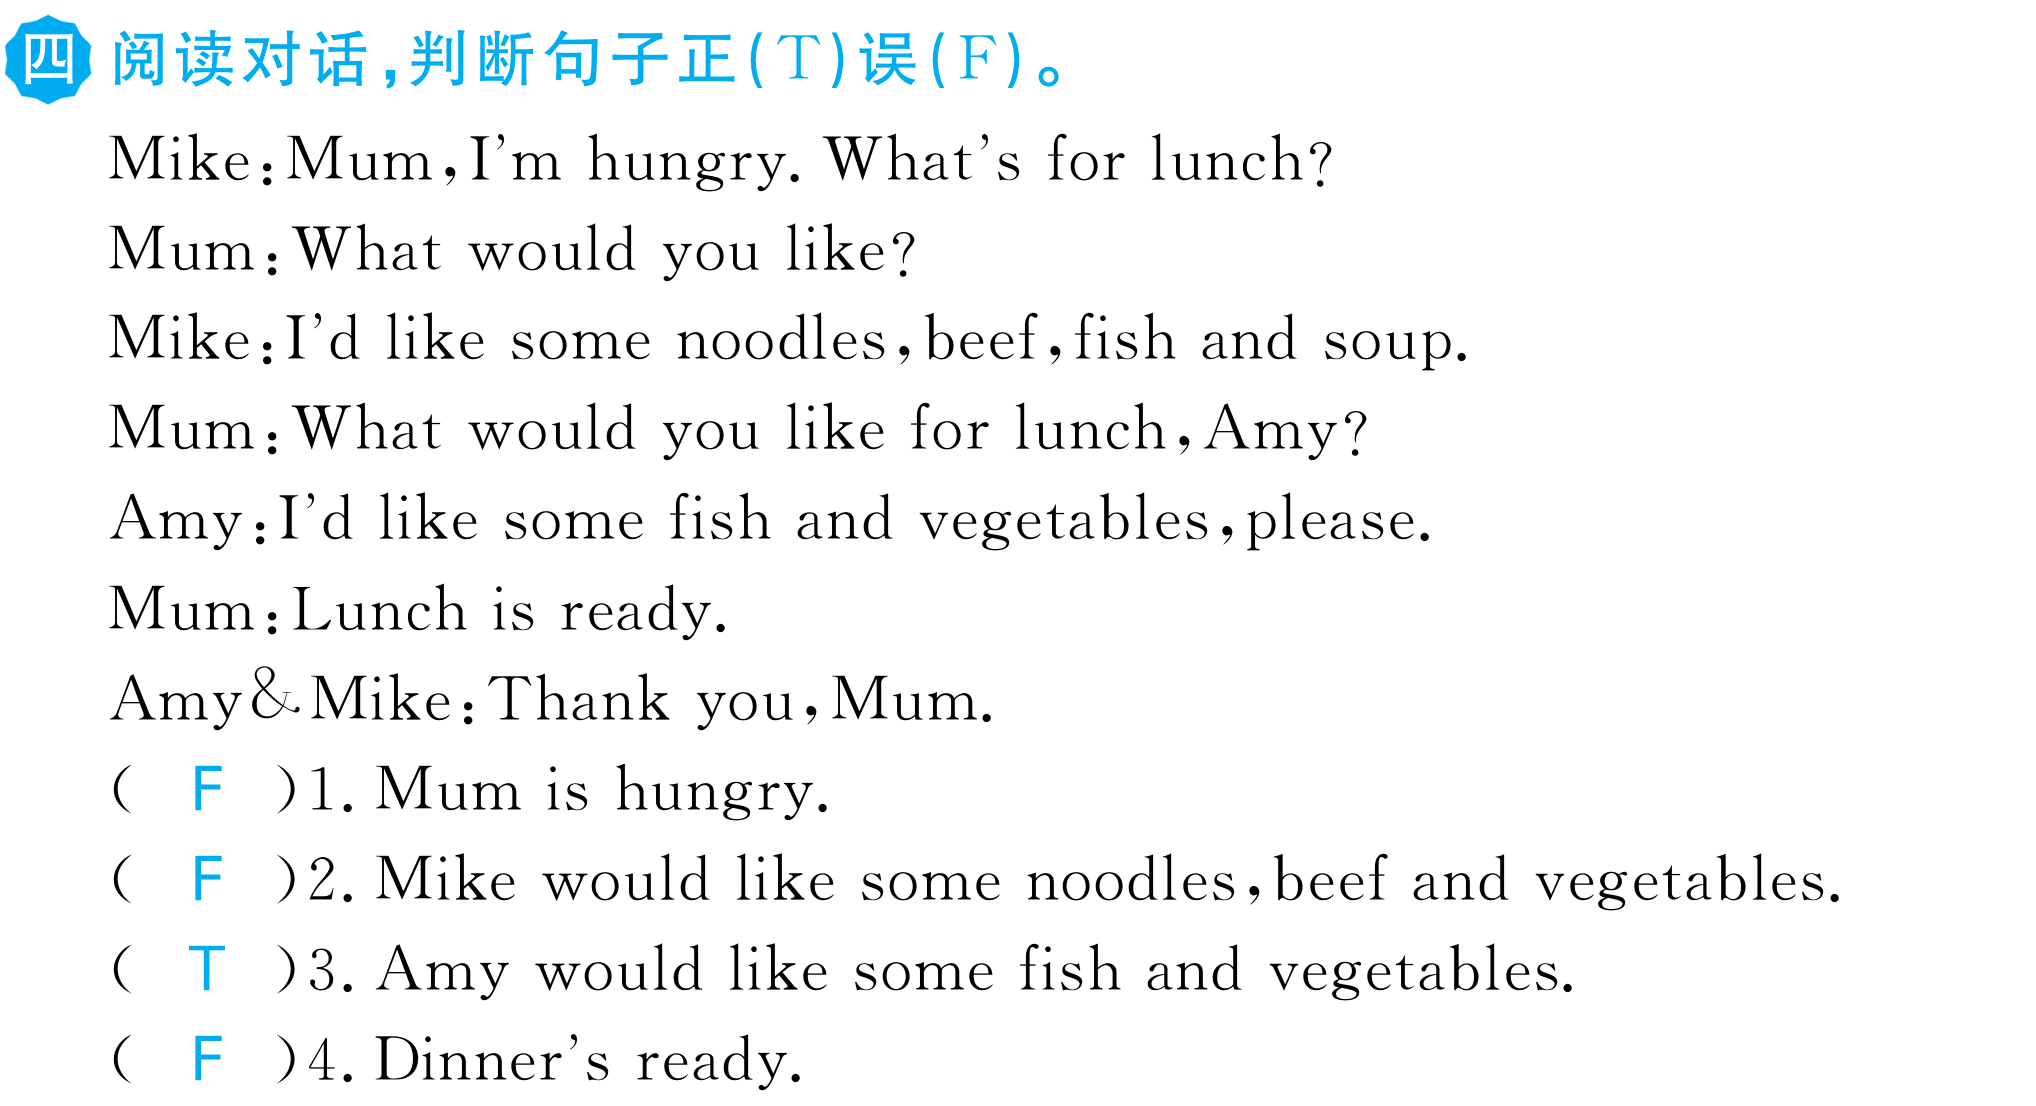 四 阅读对话,判断句子正(T)误(F)。
Mike:Mum,I'm hungry. What's for lunch?
Mum:What would you like?
Mike:I'd like some noodles,beef,fish and soup.
Mum:What would you like for lunch,Amy?
Amy:I'd like some fish and vegetables,please.
Mum:Lunch is ready.
Amy&Mike:Thank you,Mum.
( F )1. Mum is hungry.
( F )2. Mike would like some noodles,beef and vegetables.
( T )3. Amy would like some fish and vegetables.
( F )4. Dinner's ready.